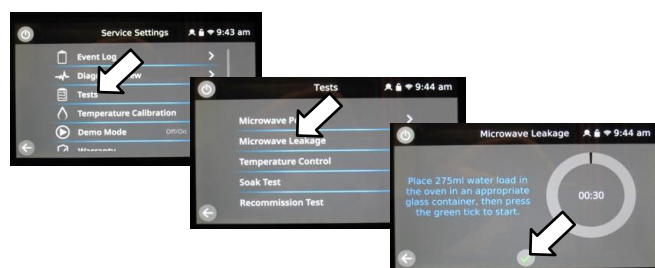 Service Settings
9:43 am
Event Log
Tests
Temperature Calibration
Demo Mode
Off/On
Tests
9:44 am
Microwave
Microwave Leakage
Temperature Control
Soak Test
Recommission Test
Microwave Leakage
9:44 am
Place 275ml water load in
the oven in an appropriate
glass container, then press
the green tick to start.
00:30